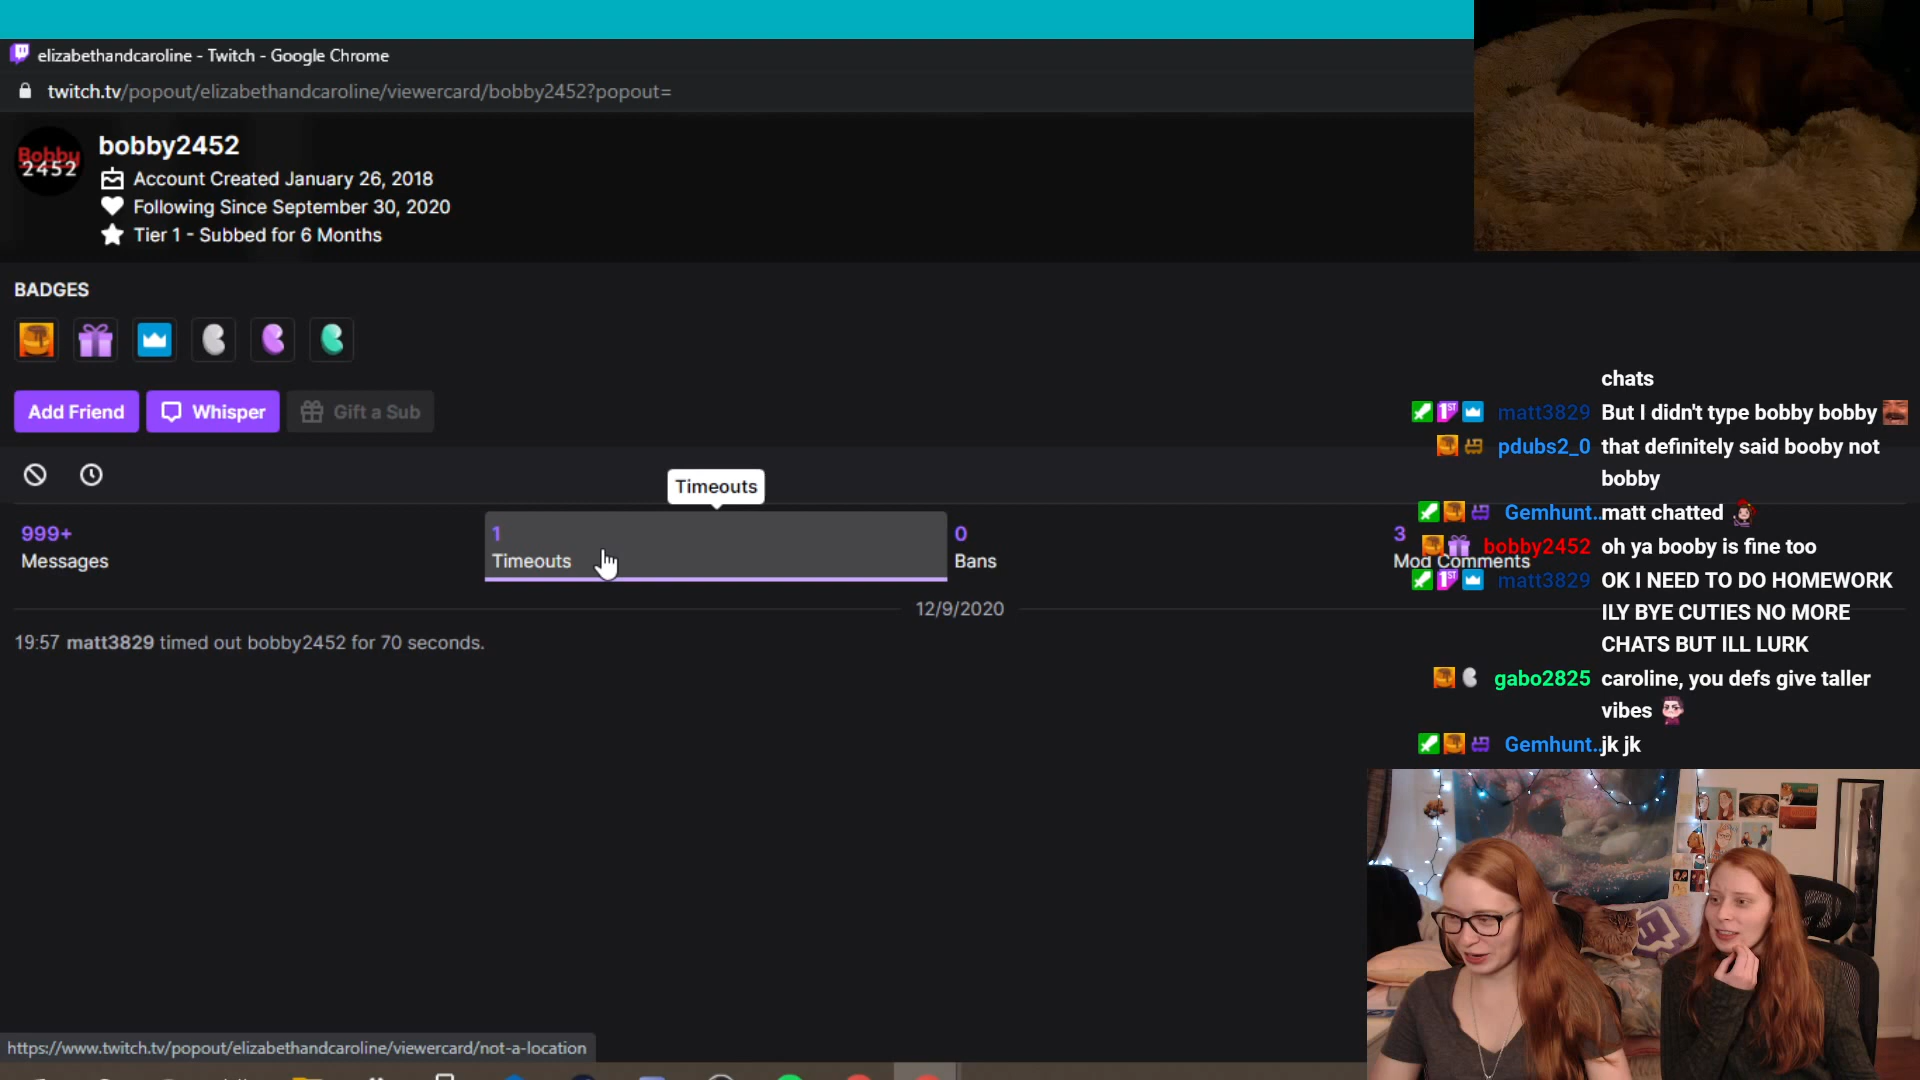 elizabethandcaroline - Twitch - Google Chrome
twitch.tv/popout/elizabethandcaroline/viewercard/bobby2452?popout=
Bobby
2452
bobby2452
Account Created January 26, 2018
Following Since September 30, 2020
Tier 1 - Subbed for 6 Months
BADGES
Add Friend
Whisper
Gift a Sub
Timeouts
999+
Messages
1
Timeouts
0
Bans
3
Mod Comments
12/9/2020
19:57 matt3829 timed out bobby2452 for 70 seconds.
chats
matt3829 But I didn't type bobby bobby
pdubs2_0 that definitely said booby not
bobby
Gemhunt.. matt chatted
bobby2452 oh ya booby is fine too
matt3829 OK I NEED TO DO HOMEWORK
ILY BYE CUTIES NO MORE
CHATS BUT ILL LURK
gabo2825 caroline, you defs give taller
vibes
Gemhunt.. jk jk
https://www.twitch.tv/popout/elizabethandcaroline/viewercard/not-a-location